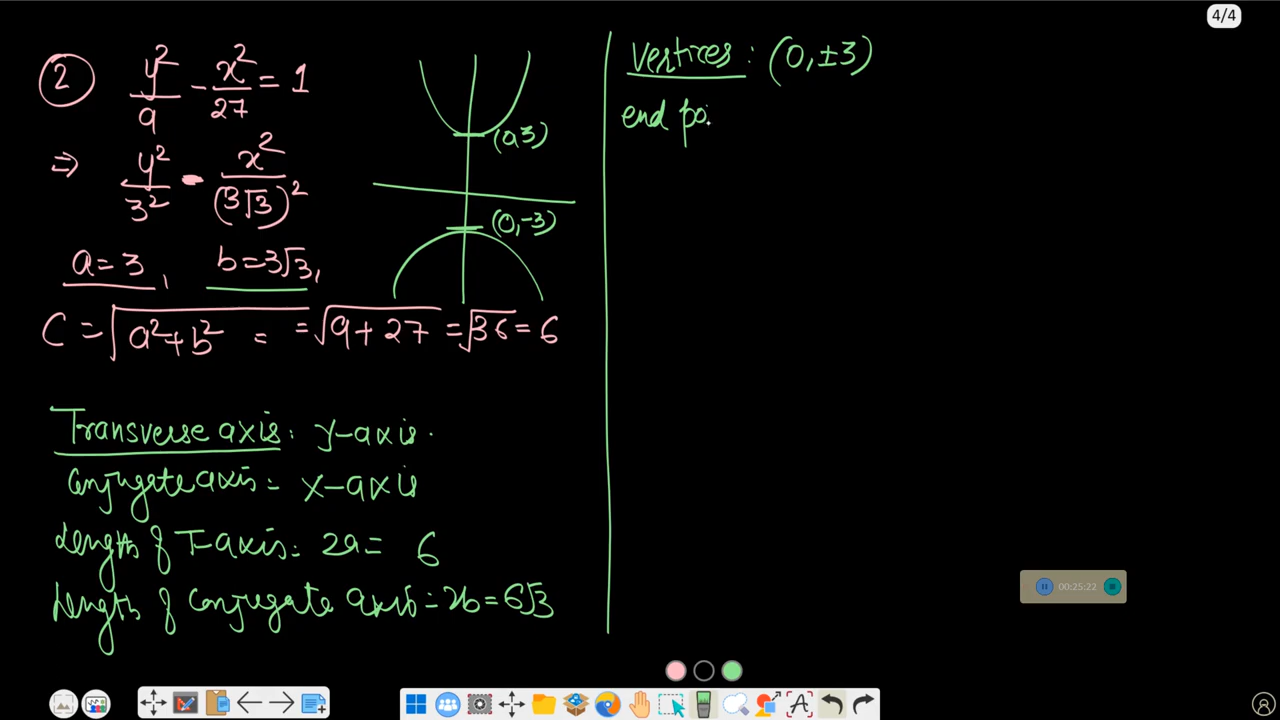 4/4
② y²/9 - x²/27 = 1
⇒ y²/3² - x²/(3√3)²
(0,3)
(0,-3)
a=3, b=3√3,
C = √a²+b² = = √9+27 = √36 = 6
Transverse axis: y-axis.
Conjugate axis = x-axis
Length of T-axis: 2a = 6
Length of conjugate axis = 2b = 6√3
Vertices: (0, ±3)
end poi
00:25:22